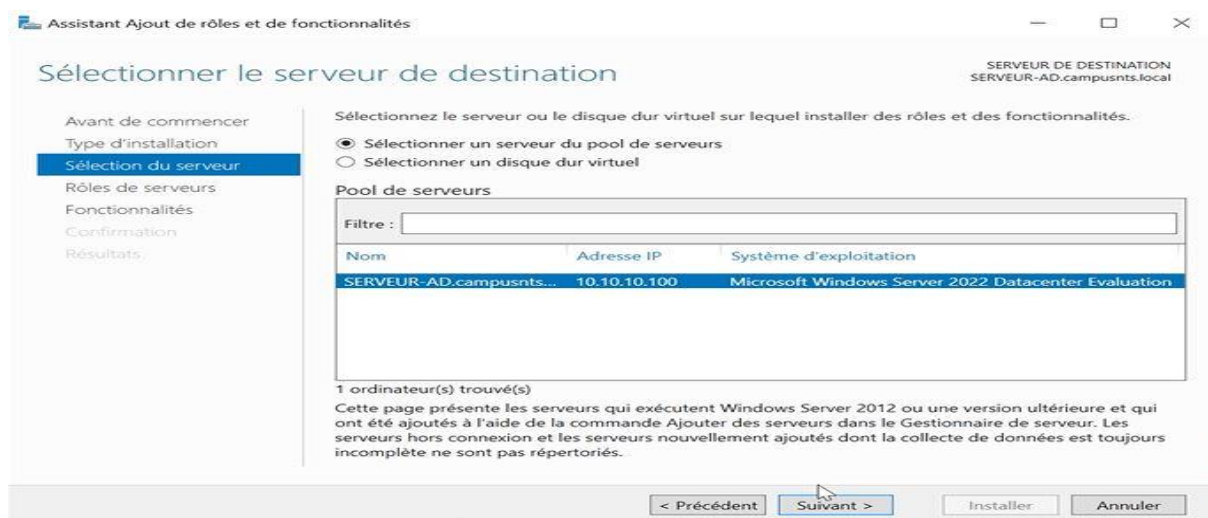 Assistant Ajout de rôles et de fonctionnalités
Sélectionner le serveur de destination
SERVEUR DE DESTINATION
SERVEUR-AD.campusnts.local
Avant de commencer
Type d'installation
Sélection du serveur
Rôles de serveurs
Fonctionnalités
Confirmation
Résultats
Sélectionnez le serveur ou le disque dur virtuel sur lequel installer des rôles et des fonctionnalités.
Sélectionner un serveur du pool de serveurs
Sélectionner un disque dur virtuel
Pool de serveurs
Filtre :
Nom Adresse IP Système d'exploitation
SERVEUR-AD.campusnts... 10.10.10.100 Microsoft Windows Server 2022 Datacenter Evaluation
1 ordinateur(s) trouvé(s)
Cette page présente les serveurs qui exécutent Windows Server 2012 ou une version ultérieure et qui
ont été ajoutés à l'aide de la commande Ajouter des serveurs dans le Gestionnaire de serveur. Les
serveurs hors connexion et les serveurs nouvellement ajoutés dont la collecte de données est toujours
incomplète ne sont pas répertoriés.
< Précédent Suivant > Installer Annuler